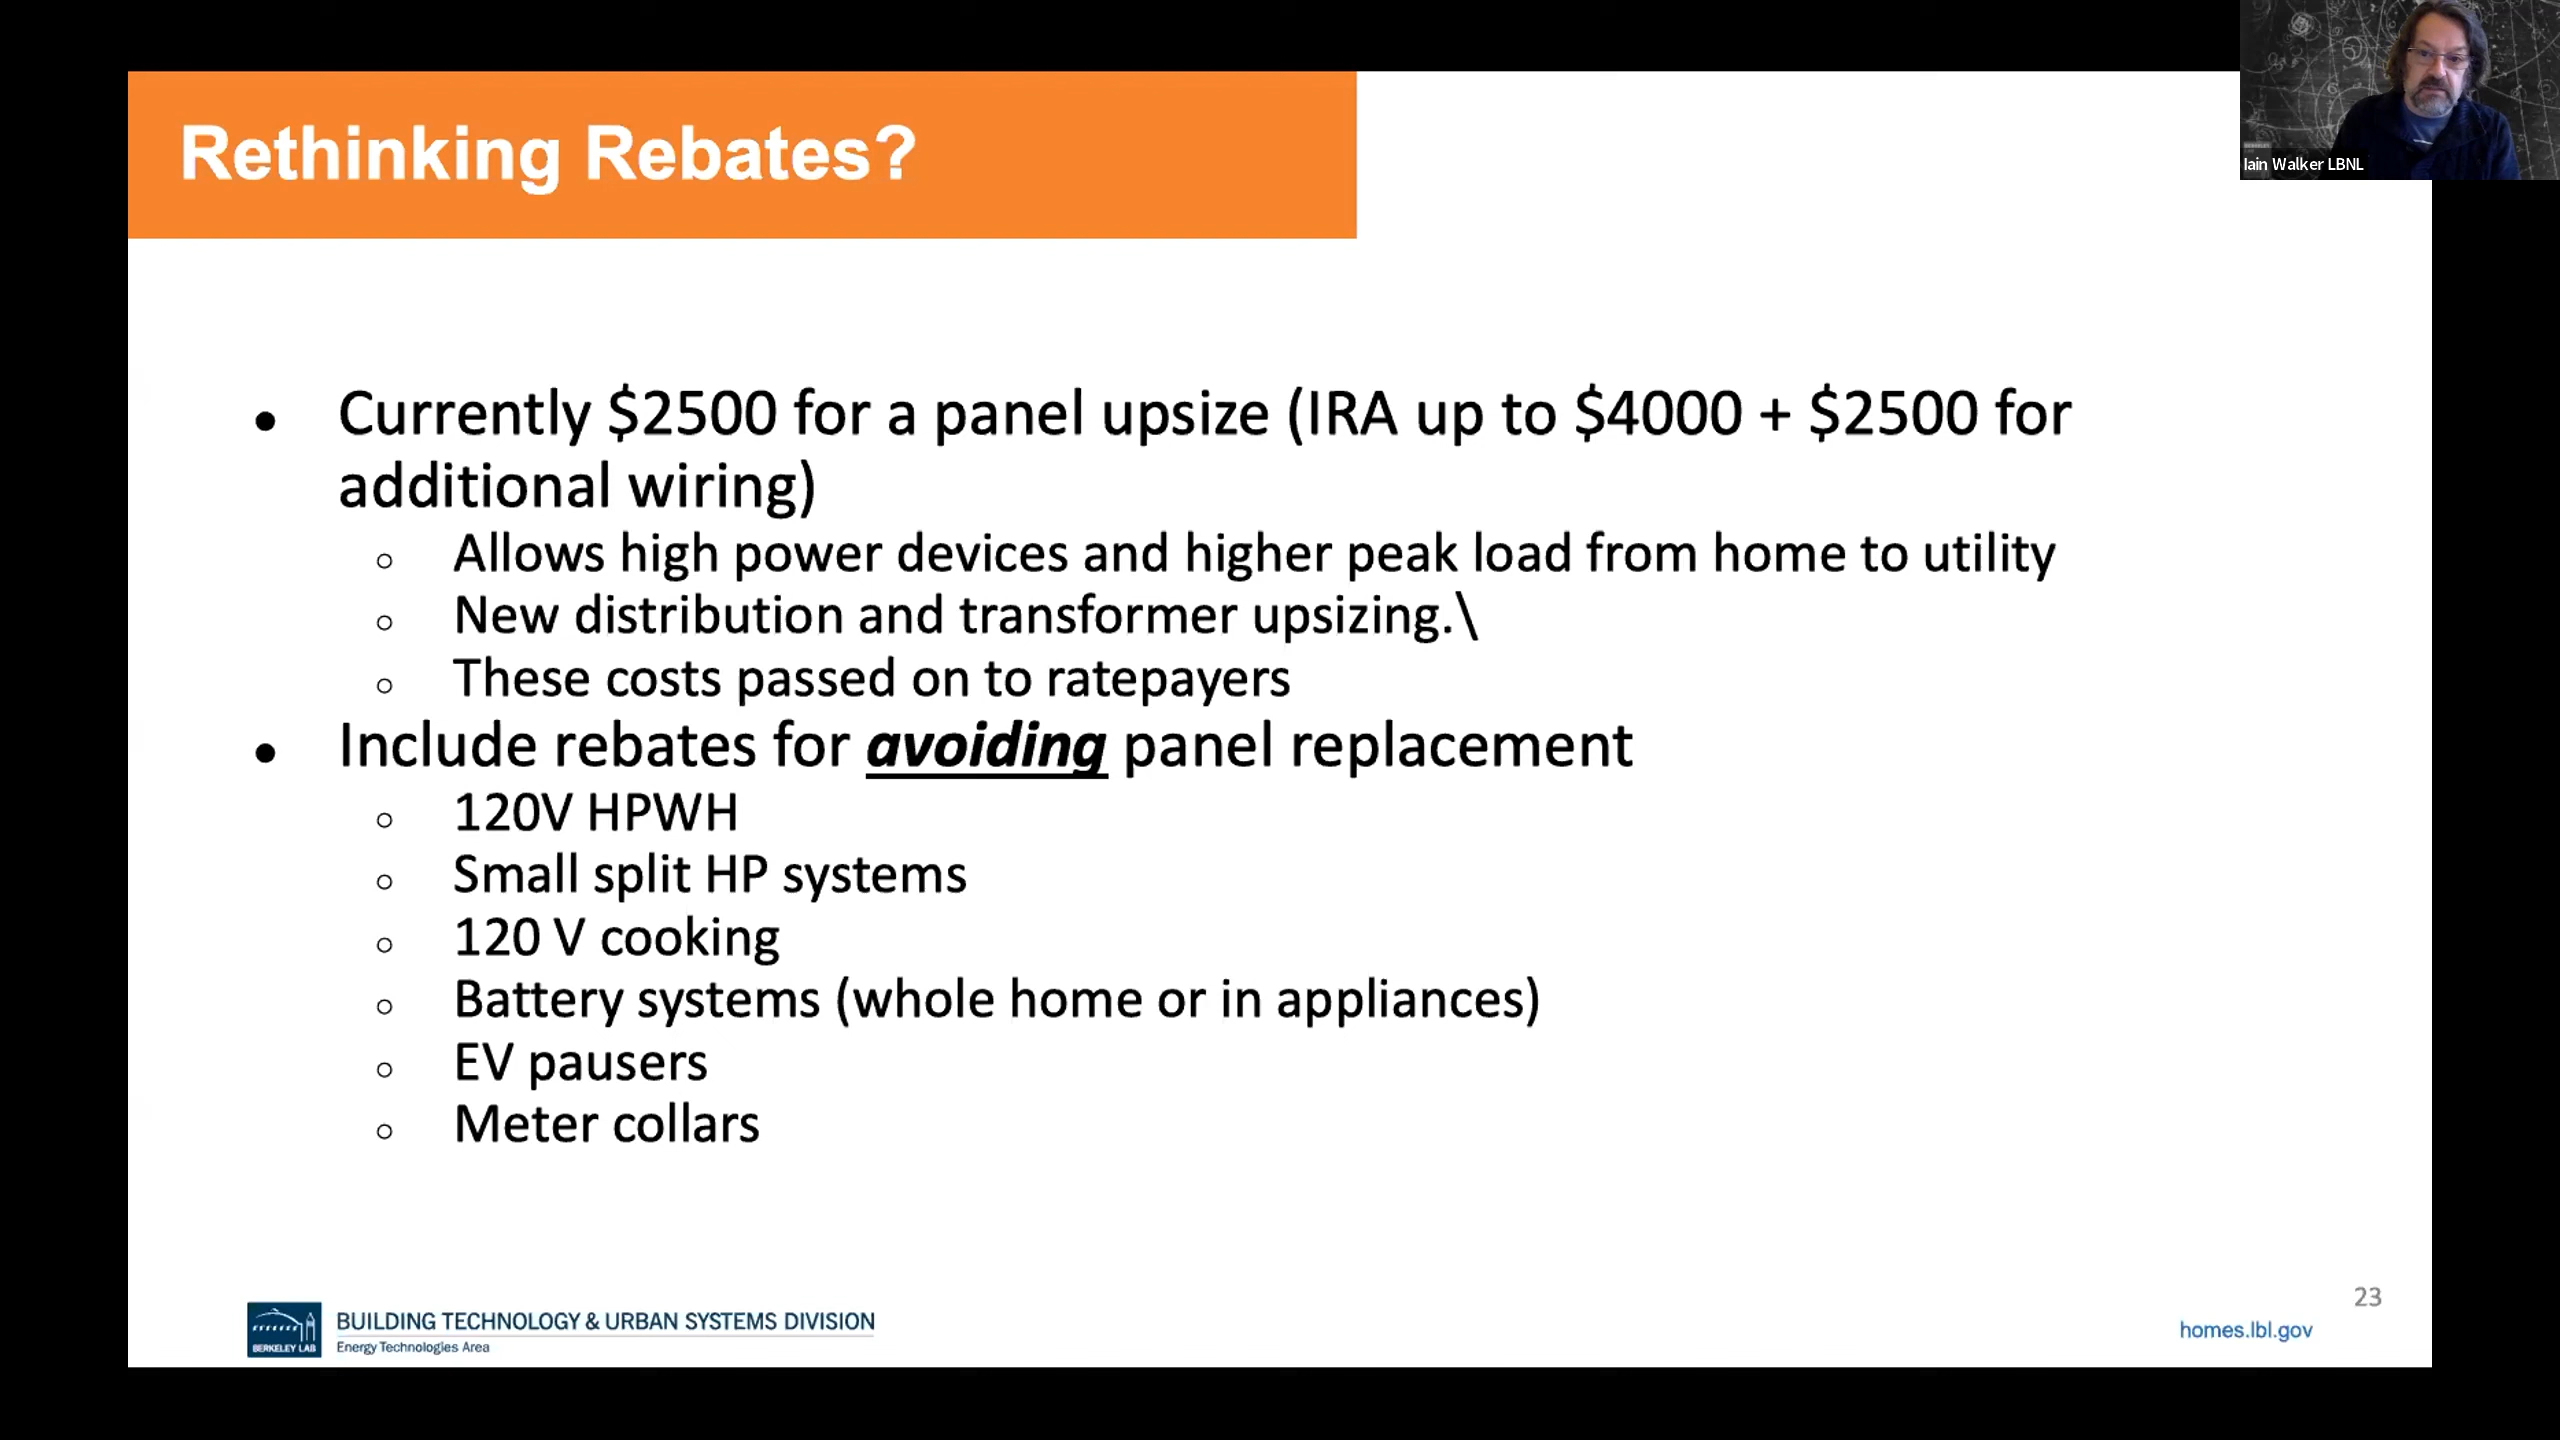 Rethinking Rebates?
Iain Walker LBNL
● Currently $2500 for a panel upsize (IRA up to $4000 + $2500 for
additional wiring)
○ Allows high power devices and higher peak load from home to utility
○ New distribution and transformer upsizing.\
○ These costs passed on to ratepayers
● Include rebates for avoiding panel replacement
○ 120V HPWH
○ Small split HP systems
○ 120 V cooking
○ Battery systems (whole home or in appliances)
○ EV pausers
○ Meter collars
BERKELEY LAB
BUILDING TECHNOLOGY & URBAN SYSTEMS DIVISION
Energy Technologies Area
23
homes.lbl.gov